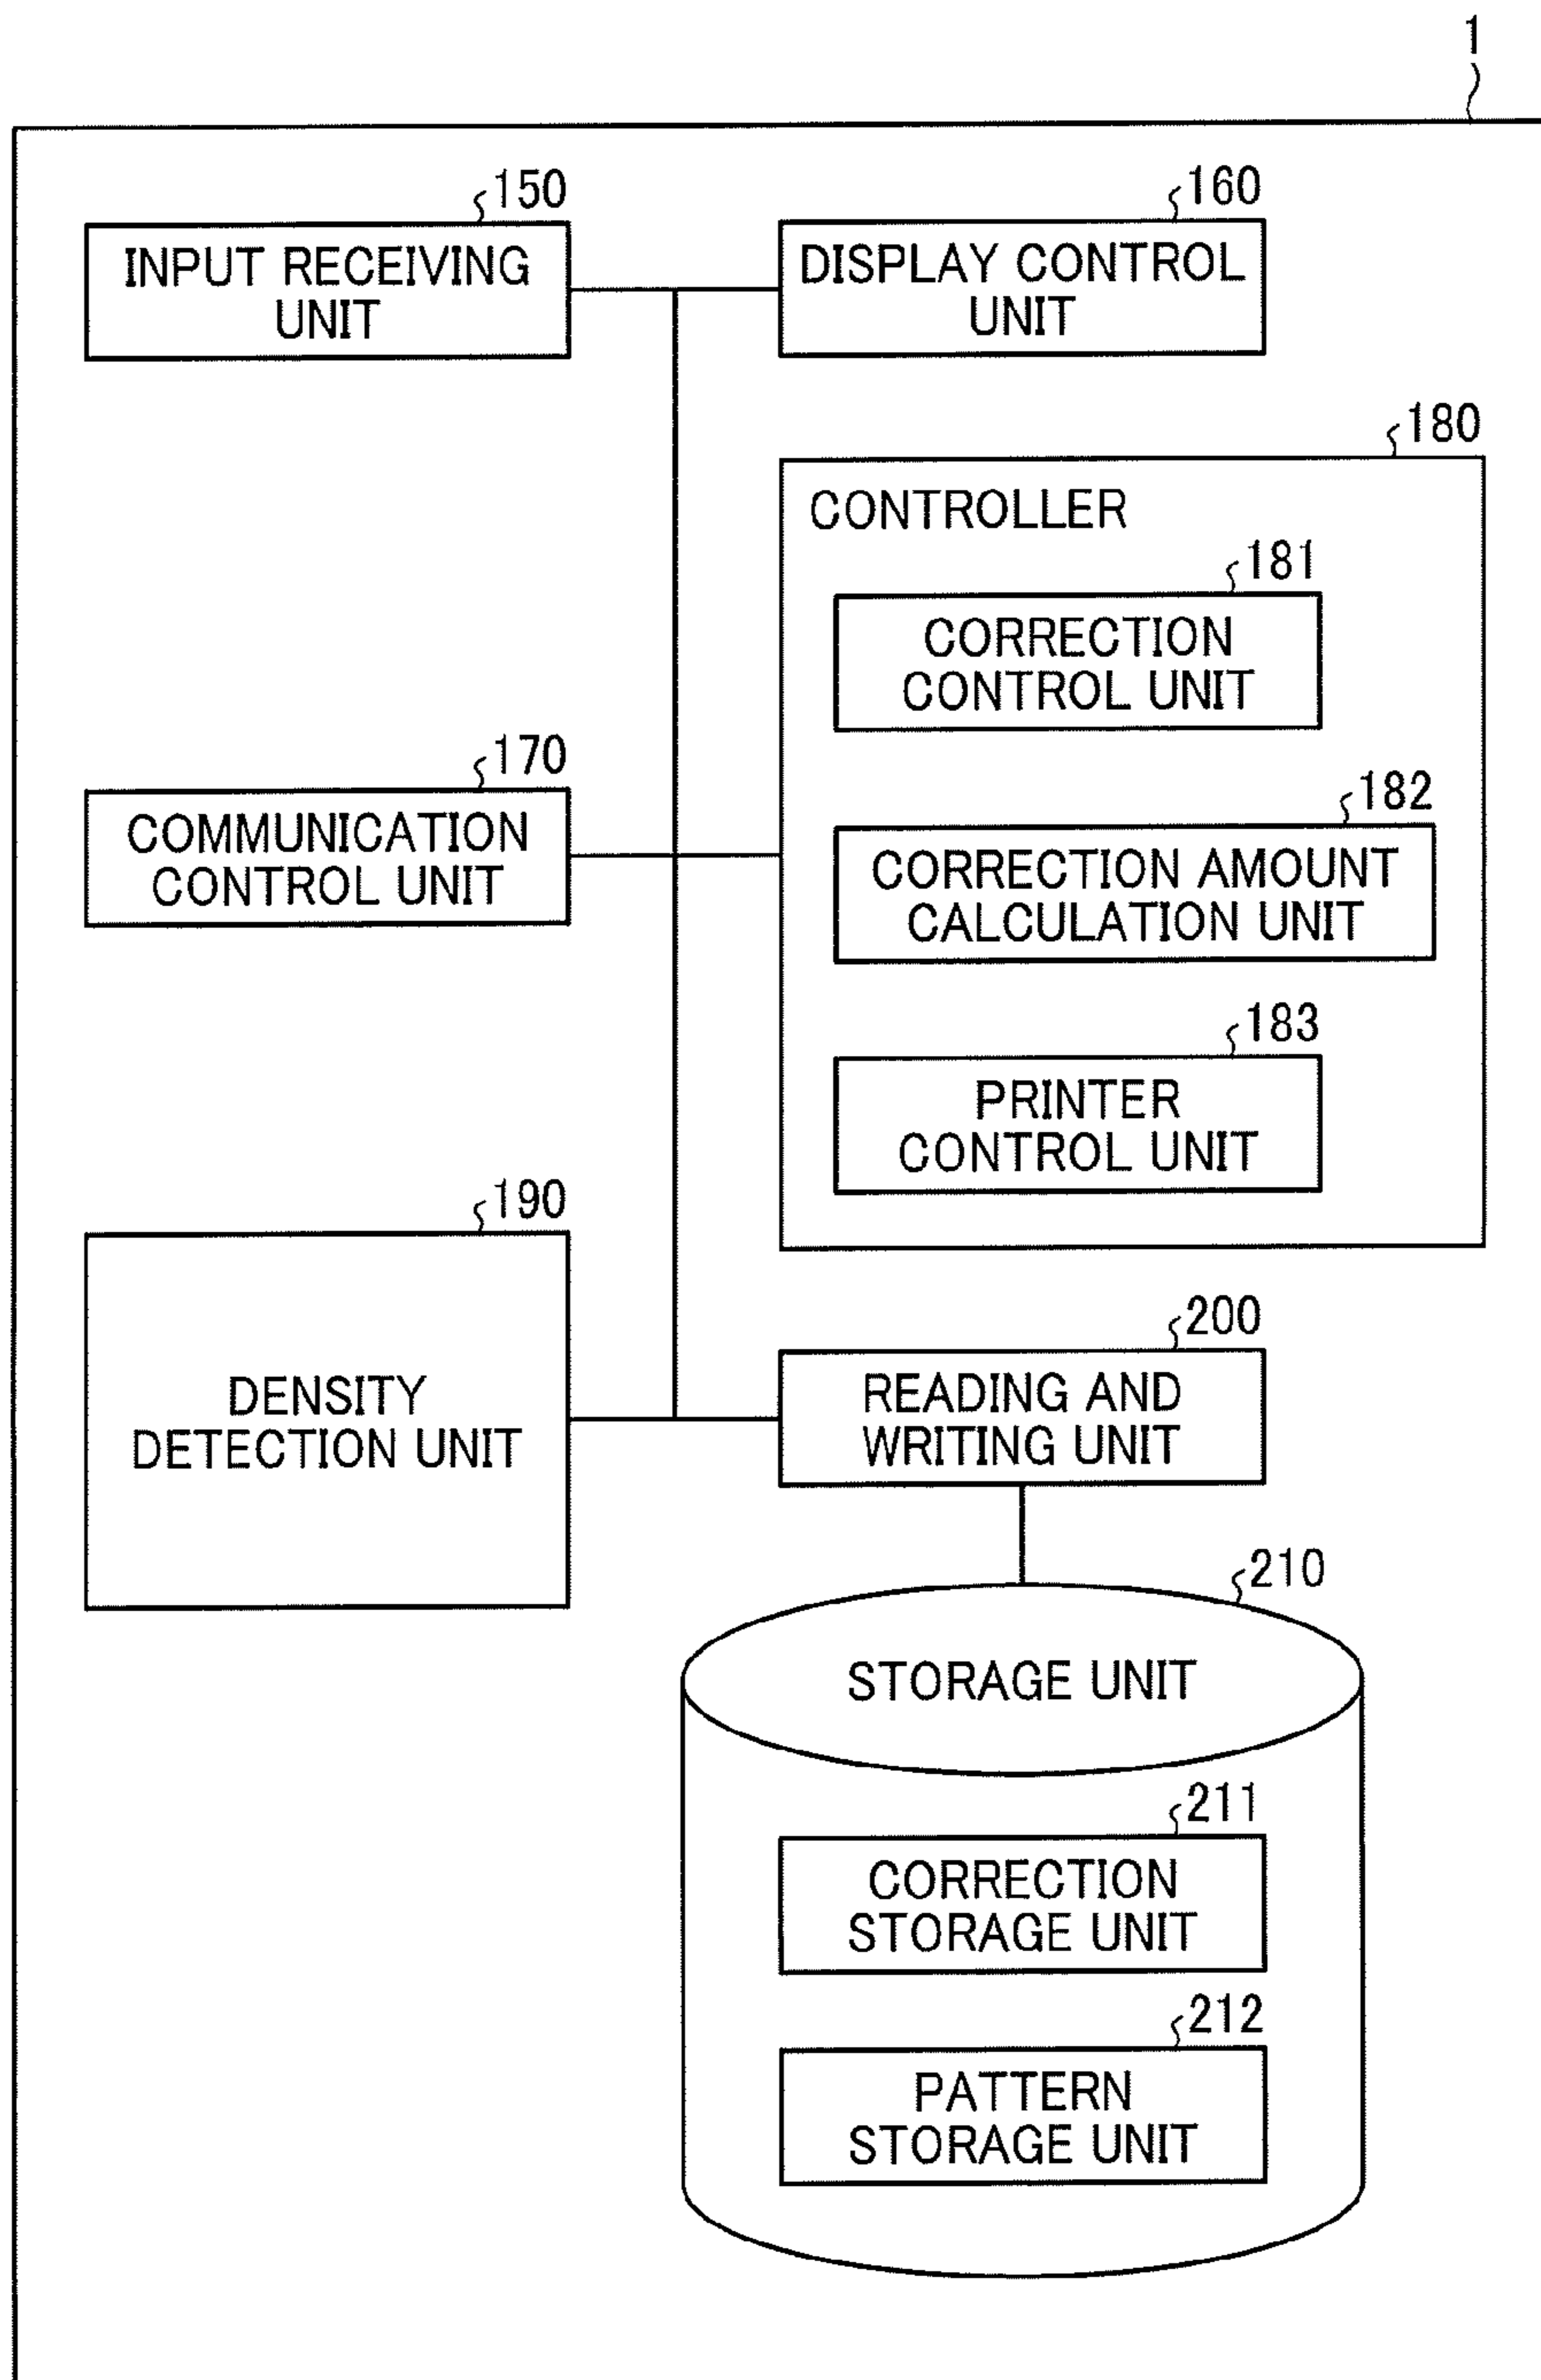 1
150
INPUT RECEIVING
UNIT
160
DISPLAY CONTROL
UNIT
180
CONTROLLER
181
CORRECTION
CONTROL UNIT
170
COMMUNICATION
CONTROL UNIT
182
CORRECTION AMOUNT
CALCULATION UNIT
183
PRINTER
CONTROL UNIT
190
DENSITY
DETECTION UNIT
200
READING AND
WRITING UNIT
210
STORAGE UNIT
211
CORRECTION
STORAGE UNIT
212
PATTERN
STORAGE UNIT